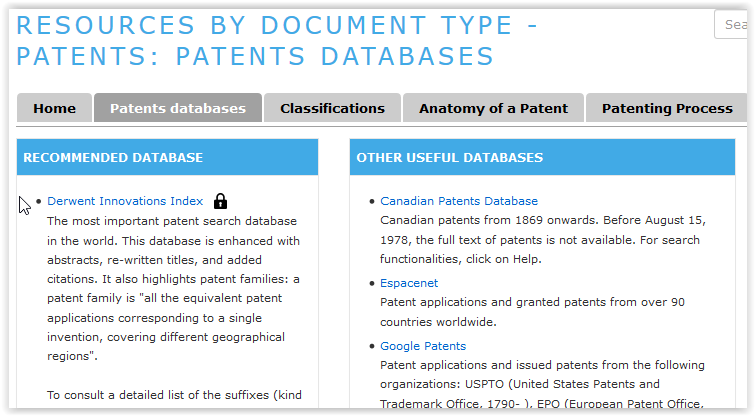 RESOURCES BY DOCUMENT TYPE -
PATENTS: PATENTS DATABASES
Home
Patents databases
Classifications
Anatomy of a Patent
Patenting Process
RECOMMENDED DATABASE
Derwent Innovations Index
The most important patent search database
in the world. This database is enhanced with
abstracts, re-written titles, and added
citations. It also highlights patent families: a
patent family is "all the equivalent patent
applications corresponding to a single
invention, covering different geographical
regions".
To consult a detailed list of the suffixes (kind
OTHER USEFUL DATABASES
Canadian Patents Database
Canadian patents from 1869 onwards. Before August 15,
1978, the full text of patents is not available. For search
functionalities, click on Help.
Espacenet
Patent applications and granted patents from over 90
countries worldwide.
Google Patents
Patent applications and issued patents from the following
organizations: USPTO (United States Patents and
Trademark Office, 1790- ), EPO (European Patent Office,